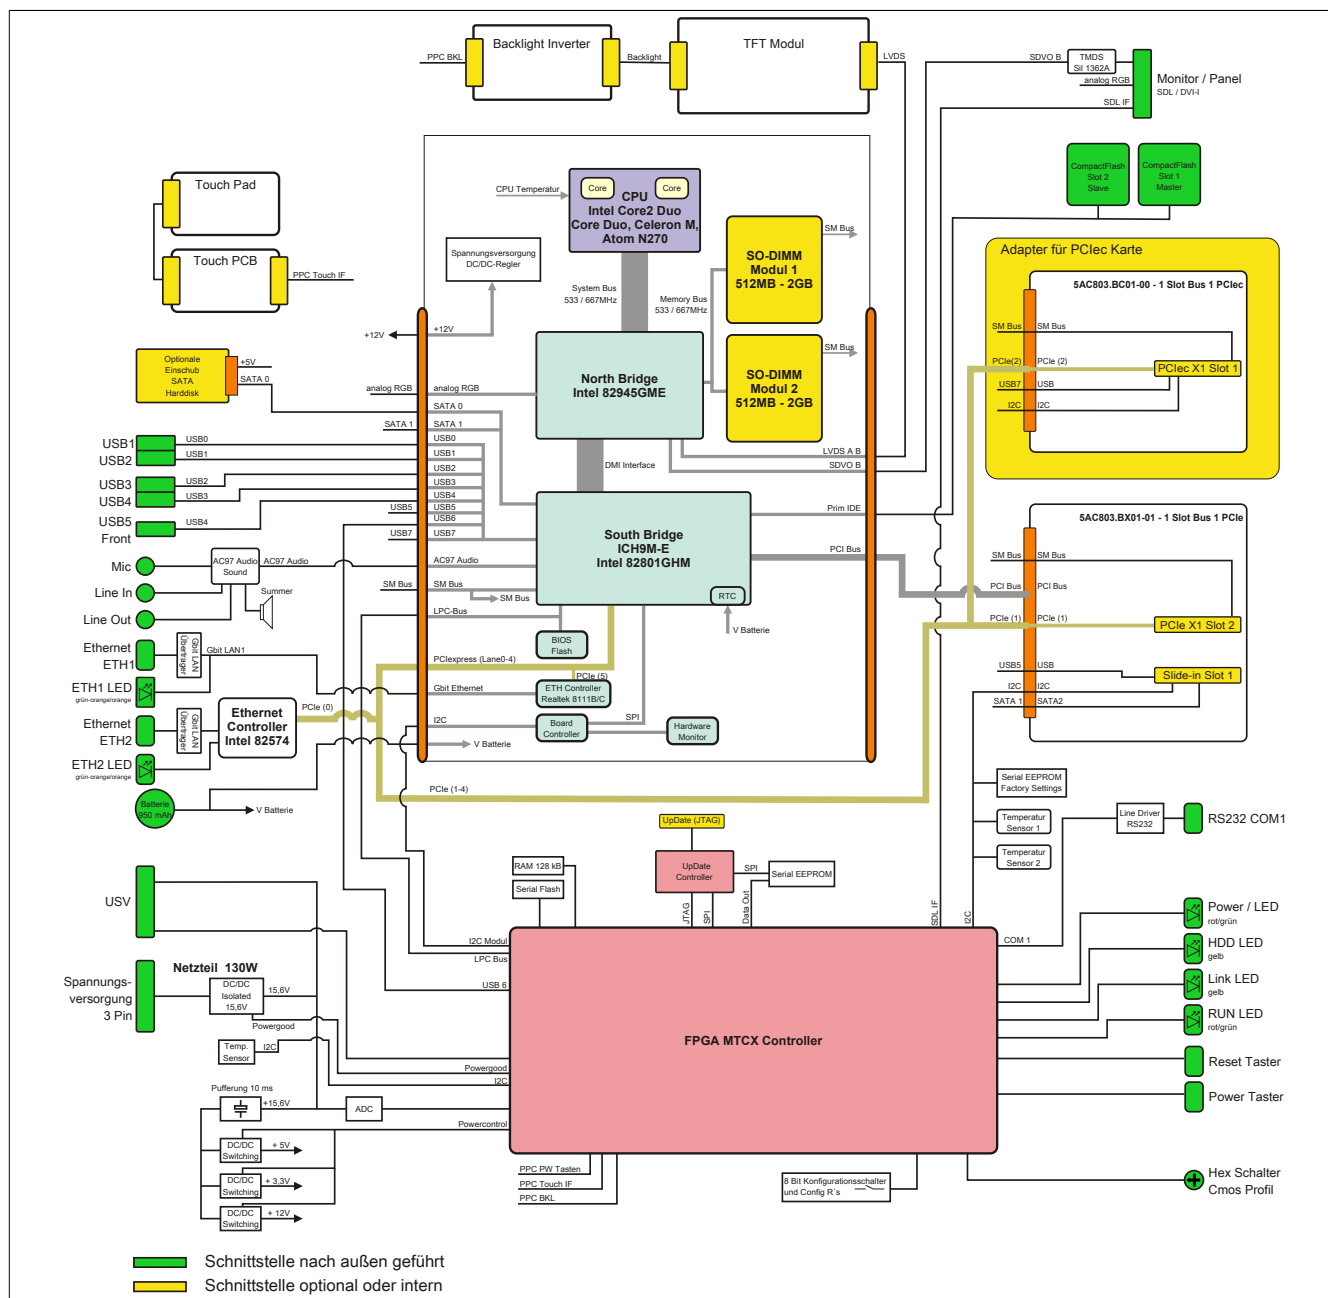 Backlight Inverter
TFT Modul
PPC BKL
Backlight
LVDS
SDVO B
TMDS
Sil 1362A
analog RGB
SDL IF
Monitor / Panel
SDL / DVI-I
CompactFlash
Slot 2
Slave
CompactFlash
Slot 1
Master
Touch Pad
Touch PCB
PPC Touch IF
CPU Temperatur
Core
Core
CPU
Intel Core2 Duo
Core Duo, Celeron M,
Atom N270
Spannungsversorgung
DC/DC-Regler
System Bus
533 / 667MHz
Memory Bus
533 / 667MHz
SO-DIMM
Modul 1
512MB - 2GB
SM Bus
SO-DIMM
Modul 2
512MB - 2GB
SM Bus
+12V
+12V
North Bridge
Intel 82945GME
DMI Interface
South Bridge
ICH9M-E
Intel 82801GHM
RTC
V Batterie
Optionale
Einschub
SATA
Harddisk
+5V
SATA 0
analog RGB
analog RGB
SATA 0
SATA 1
SATA 1
USB0
USB1
USB2
USB3
USB4
USB5
USB5
USB6
USB7
USB7
USB1
USB2
USB0
USB1
USB3
USB4
USB2
USB3
USB5
Front
USB4
LVDS A B
SDVO B
Prim IDE
PCI Bus
Mic
Line In
Line Out
AC97 Audio
Sound
AC97 Audio
AC97 Audio
Summer
SM Bus
SM Bus
SM Bus
LPC-Bus
BIOS
Flash
Ethernet
ETH1
Gbit LAN
Übertrager
Gbit LAN1
ETH1 LED
grün-orange/orange
Ethernet
ETH2
Gbit LAN
Übertrager
ETH2 LED
grün-orange/orange
Ethernet
Controller
Intel 82574
PCIe (0)
PCIexpress (Lane0-4)
PCIe (5)
Gbit Ethernet
ETH Controller
Realtek 8111B/C
I2C
SPI
Board
Controller
Hardware
Monitor
V Batterie
PCIe (1-4)
Batterie
950 mAh
V Batterie
Adapter für PCIec Karte
5AC803.BC01-00 - 1 Slot Bus 1 PCIec
SM Bus
SM Bus
PCIe(2)
PCIe (2)
PCIec X1 Slot 1
USB7
USB
I2C
I2C
5AC803.BX01-01 - 1 Slot Bus 1 PCIe
SM Bus
SM Bus
PCI Bus
PCI Bus
PCIe (1)
PCIe (1)
PCIe X1 Slot 2
USB5
USB
Slide-in Slot 1
I2C
I2C
SATA 1
SATA2
Serial EEPROM
Factory Settings
Temperatur
Sensor 1
Temperatur
Sensor 2
Line Driver
RS232
RS232 COM1
UpDate (JTAG)
UpDate
Controller
SPI
Serial EEPROM
RAM 128 kB
Serial Flash
JTAG
SPI
Data Out
SDL IF
I2C
USV
I2C Modul
LPC Bus
USB 6
COM 1
Power / LED
rot/grün
HDD LED
gelb
Link LED
gelb
RUN LED
rot/grün
Reset Taster
Power Taster
Netzteil 130W
Spannungs-
versorgung
3 Pin
DC/DC
Isolated
15,6V
15,6V
Powergood
Temp.
Sensor
I2C
Powergood
I2C
FPGA MTCX Controller
Pufferung 10 ms
+15,6V
ADC
Powercontrol
DC/DC
Switching
+ 5V
DC/DC
Switching
+ 3,3V
DC/DC
Switching
+ 12V
PPC PW Tasten
PPC Touch IF
PPC BKL
8 Bit Konfigurationsschalter
und Config R´s
Hex Schalter
Cmos Profil
Schnittstelle nach außen geführt
Schnittstelle optional oder intern